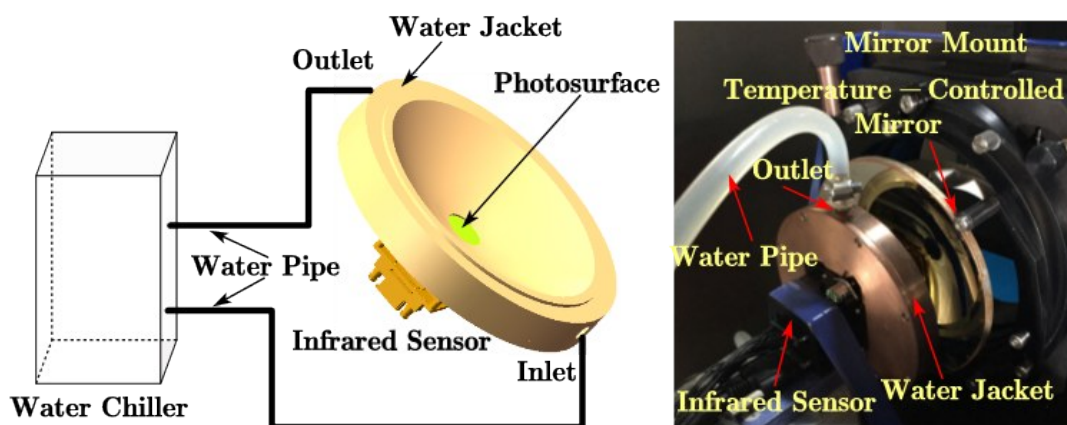 Water Jacket
Outlet
Photosurface
Water Pipe
Infrared Sensor
Inlet
Water Chiller
Mirror Mount
Temperature – Controlled
Mirror
Outlet
Water Pipe
Infrared Sensor
Water Jacket